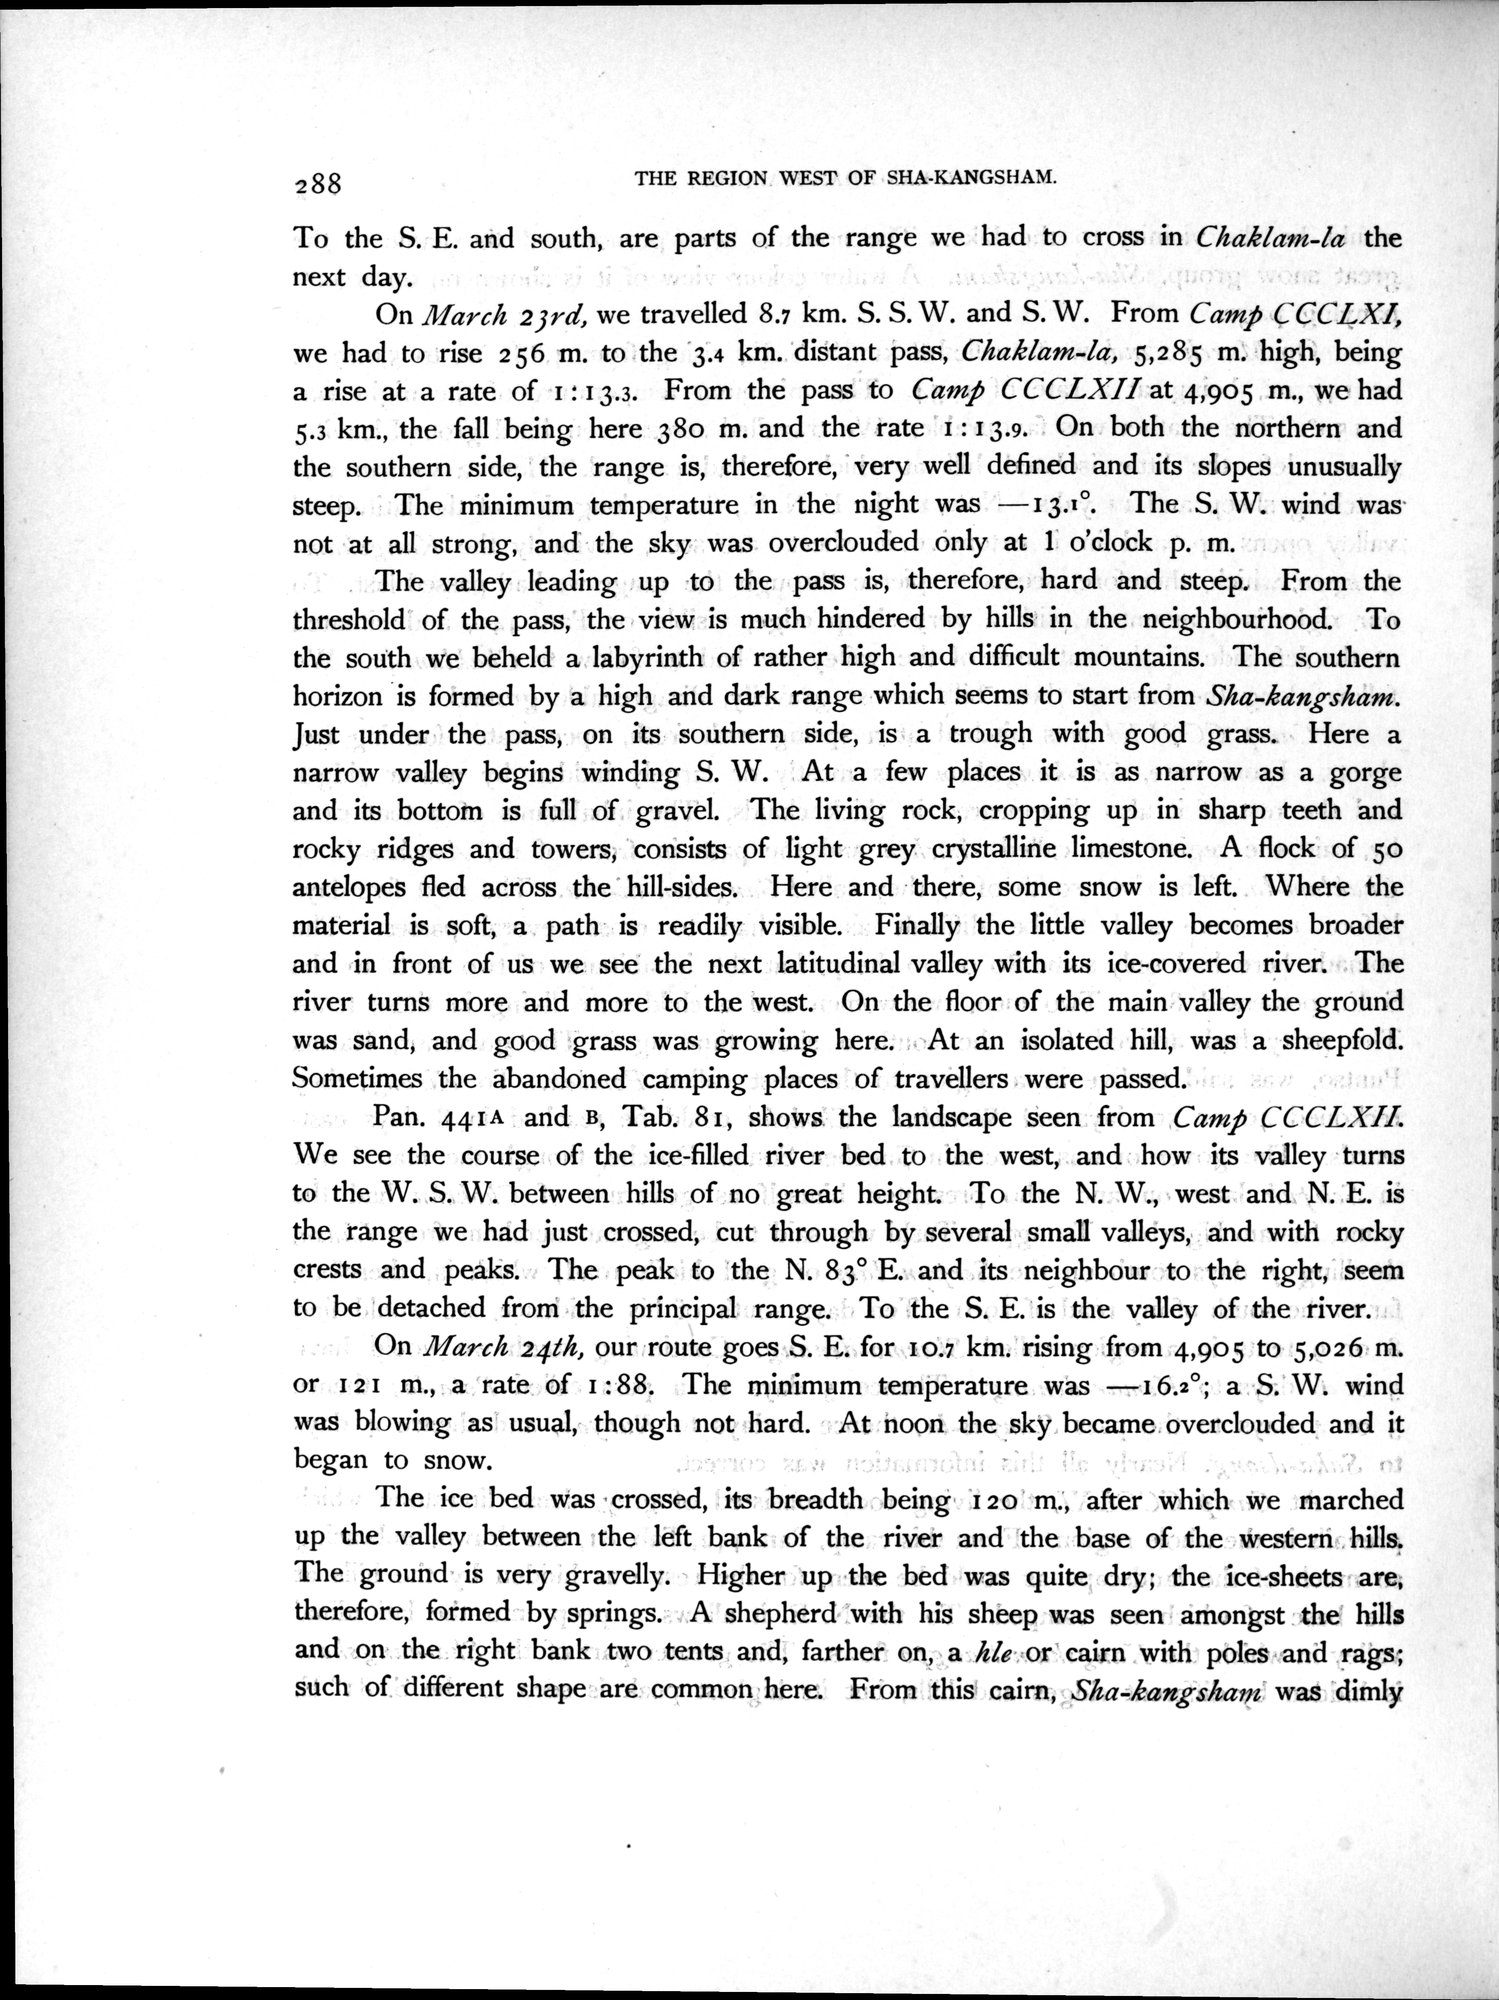 288
THE REGION WEST OF SHA-KANGSHAM.
To the S. E. and south, are parts of the range we had to cross in Chaklam-la the
next day.
On March 23rd, we travelled 8.7 km. S. S. W. and S. W. From Camp CCCLXI,
we had to rise 256 m. to the 3.4 km. distant pass, Chaklam-la, 5,285 m. high, being
a rise at a rate of 1:13.3. From the pass to Camp CCCLXII at 4,905 m., we had
5.3 km., the fall being here 380 m. and the rate 1:13.9. On both the northern and
the southern side, the range is, therefore, very well defined and its slopes unusually
steep. The minimum temperature in the night was —13.1°. The S. W. wind was
not at all strong, and the sky was overclouded only at 1 o'clock p. m.
The valley leading up to the pass is, therefore, hard and steep. From the
threshold of the pass, the view is much hindered by hills in the neighbourhood. To
the south we beheld a labyrinth of rather high and difficult mountains. The southern
horizon is formed by a high and dark range which seems to start from Sha-kangsham.
Just under the pass, on its southern side, is a trough with good grass. Here a
narrow valley begins winding S. W. At a few places it is as narrow as a gorge
and its bottom is full of gravel. The living rock, cropping up in sharp teeth and
rocky ridges and towers, consists of light grey crystalline limestone. A flock of 50
antelopes fled across the hill-sides. Here and there, some snow is left. Where the
material is soft, a path is readily visible. Finally the little valley becomes broader
and in front of us we see the next latitudinal valley with its ice-covered river. The
river turns more and more to the west. On the floor of the main valley the ground
was sand, and good grass was growing here. At an isolated hill, was a sheepfold.
Sometimes the abandoned camping places of travellers were passed.
Pan. 441A and B, Tab. 81, shows the landscape seen from Camp CCCLXII.
We see the course of the ice-filled river bed to the west, and how its valley turns
to the W. S. W. between hills of no great height. To the N. W., west and N. E. is
the range we had just crossed, cut through by several small valleys, and with rocky
crests and peaks. The peak to the N. 83° E. and its neighbour to the right, seem
to be detached from the principal range. To the S. E. is the valley of the river.
On March 24th, our route goes S. E. for 10.7 km. rising from 4,905 to 5,026 m.
or 121 m., a rate of 1:88. The minimum temperature was —16.2°; a S. W. wind
was blowing as usual, though not hard. At noon the sky became overclouded and it
began to snow.
The ice bed was crossed, its breadth being 120 m., after which we marched
up the valley between the left bank of the river and the base of the western hills.
The ground is very gravelly. Higher up the bed was quite dry; the ice-sheets are,
therefore, formed by springs. A shepherd with his sheep was seen amongst the hills
and on the right bank two tents and, farther on, a hle or cairn with poles and rags;
such of different shape are common here. From this cairn, Sha-kangsham was dimly